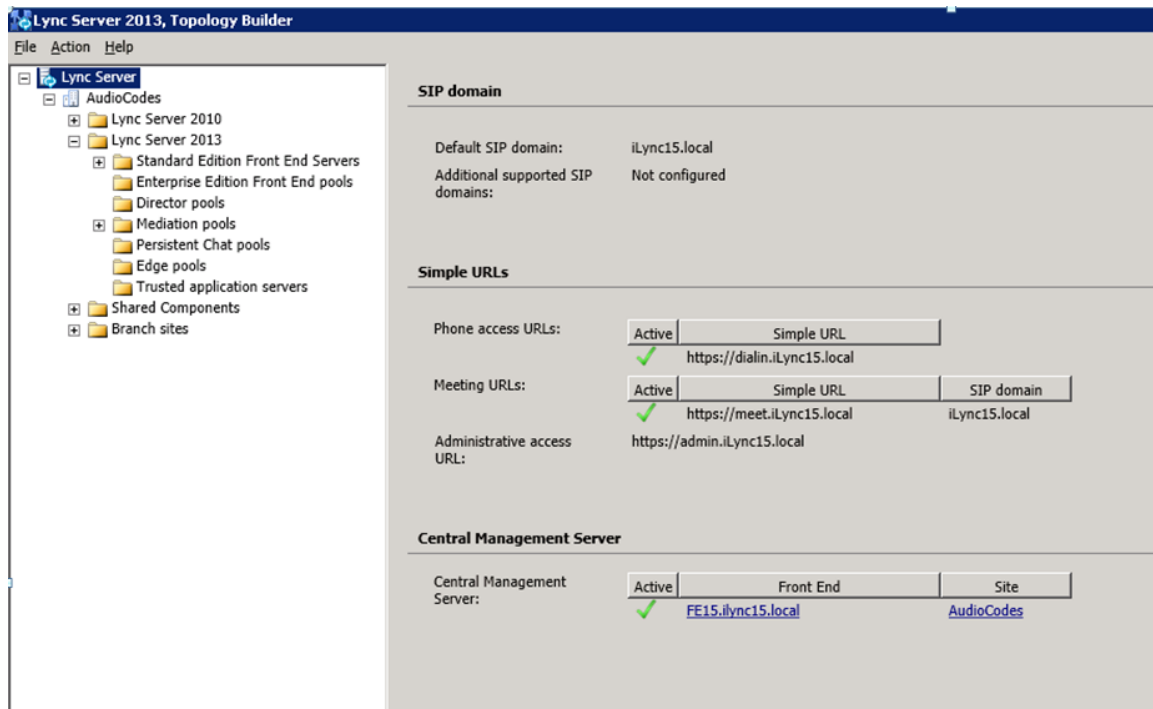 Lync Server 2013, Topology Builder
File Action Help
Lync Server
AudioCodes
Lync Server 2010
Lync Server 2013
Standard Edition Front End Servers
Enterprise Edition Front End pools
Director pools
Mediation pools
Persistent Chat pools
Edge pools
Trusted application servers
Shared Components
Branch sites
SIP domain
Default SIP domain: iLync15.local
Additional supported SIP Not configured
domains:
Simple URLs
Phone access URLs: Active Simple URL
https://dialin.iLync15.local
Meeting URLs: Active Simple URL SIP domain
https://meet.iLync15.local iLync15.local
Administrative access https://admin.iLync15.local
URL:
Central Management Server
Central Management Active Front End Site
Server:
FE15.ilync15.local AudioCodes